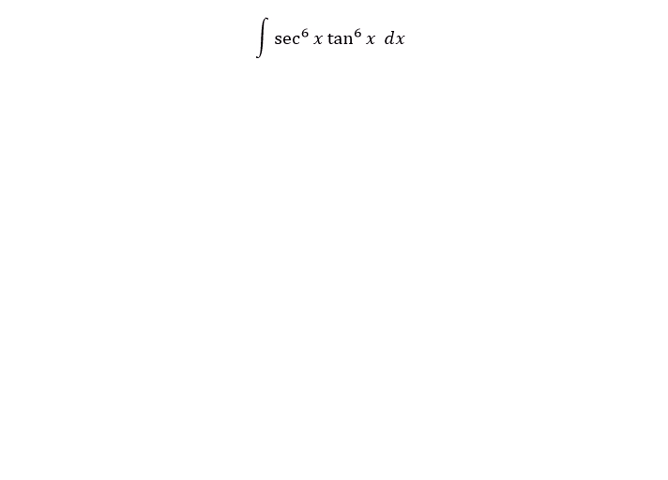 ∫ sec⁶ x tan⁶ x dx